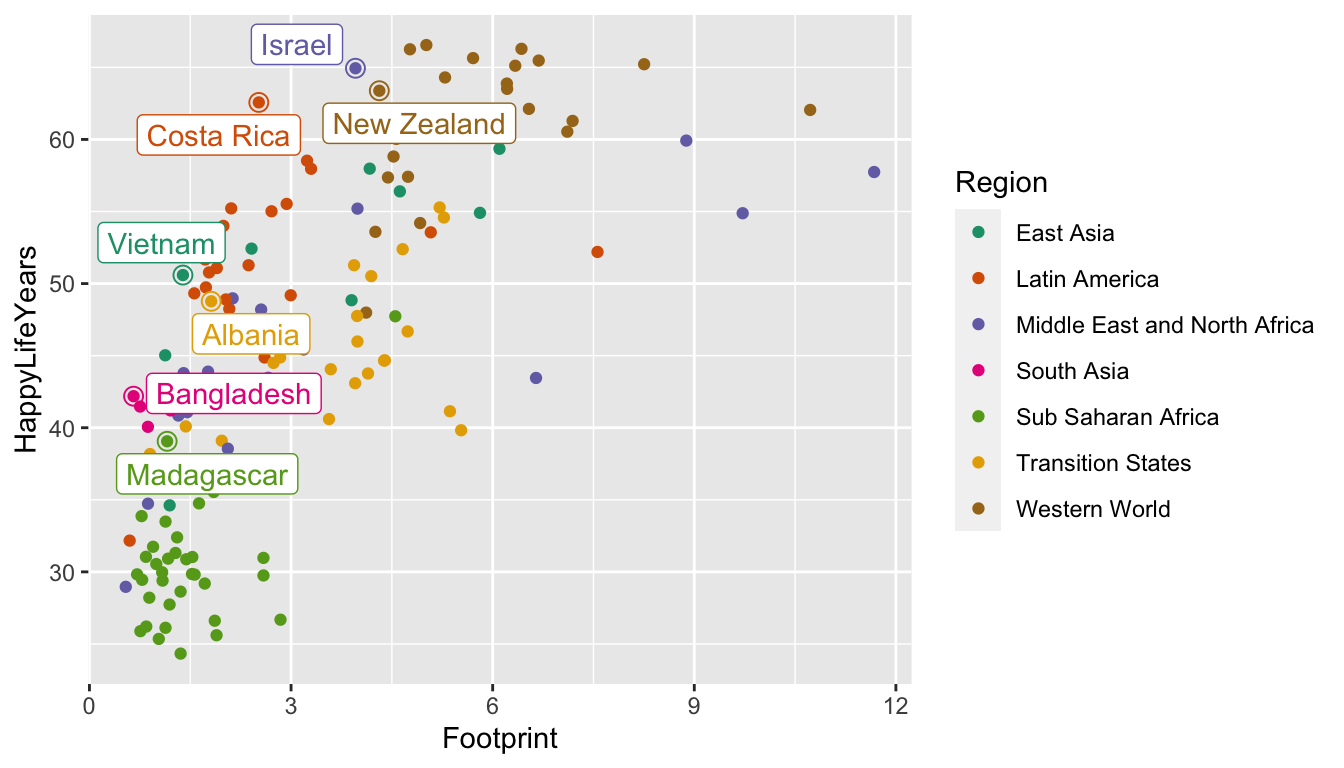 Israel
New Zealand
Costa Rica
Vietnam
Albania
Bangladesh
Madagascar
60
50
40
30
HappyLifeYears
0 3 6 9 12
Footprint
Region
East Asia
Latin America
Middle East and North Africa
South Asia
Sub Saharan Africa
Transition States
Western World